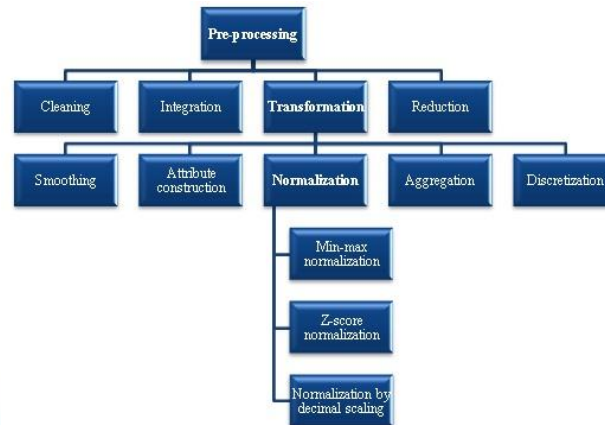 Pre-processing
Cleaning
Integration
Transformation
Reduction
Smoothing
Attribute
construction
Normalization
Aggregation
Discretization
Min-max
normalization
Z-score
normalization
Normalization by
decimal scaling